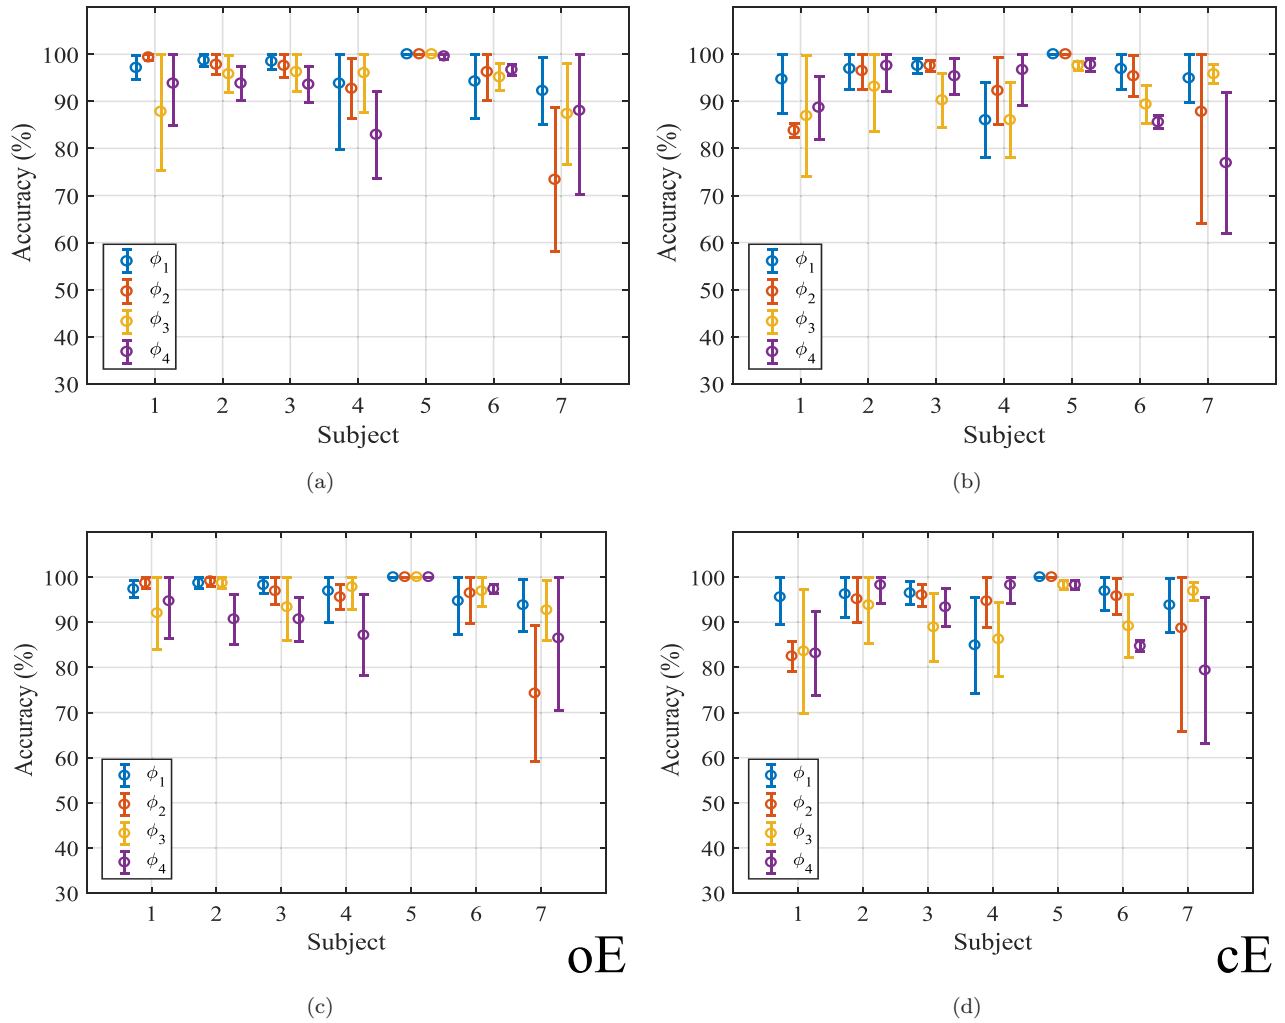 Accuracy (%)
100
90
80
70
60
50
40
30
ϕ1
ϕ2
ϕ3
ϕ4
1 2 3 4 5 6 7
Subject
(a)
Accuracy (%)
100
90
80
70
60
50
40
30
ϕ1
ϕ2
ϕ3
ϕ4
1 2 3 4 5 6 7
Subject
(b)
Accuracy (%)
100
90
80
70
60
50
40
30
ϕ1
ϕ2
ϕ3
ϕ4
1 2 3 4 5 6 7
Subject
oE
(c)
Accuracy (%)
100
90
80
70
60
50
40
30
ϕ1
ϕ2
ϕ3
ϕ4
1 2 3 4 5 6 7
Subject
cE
(d)